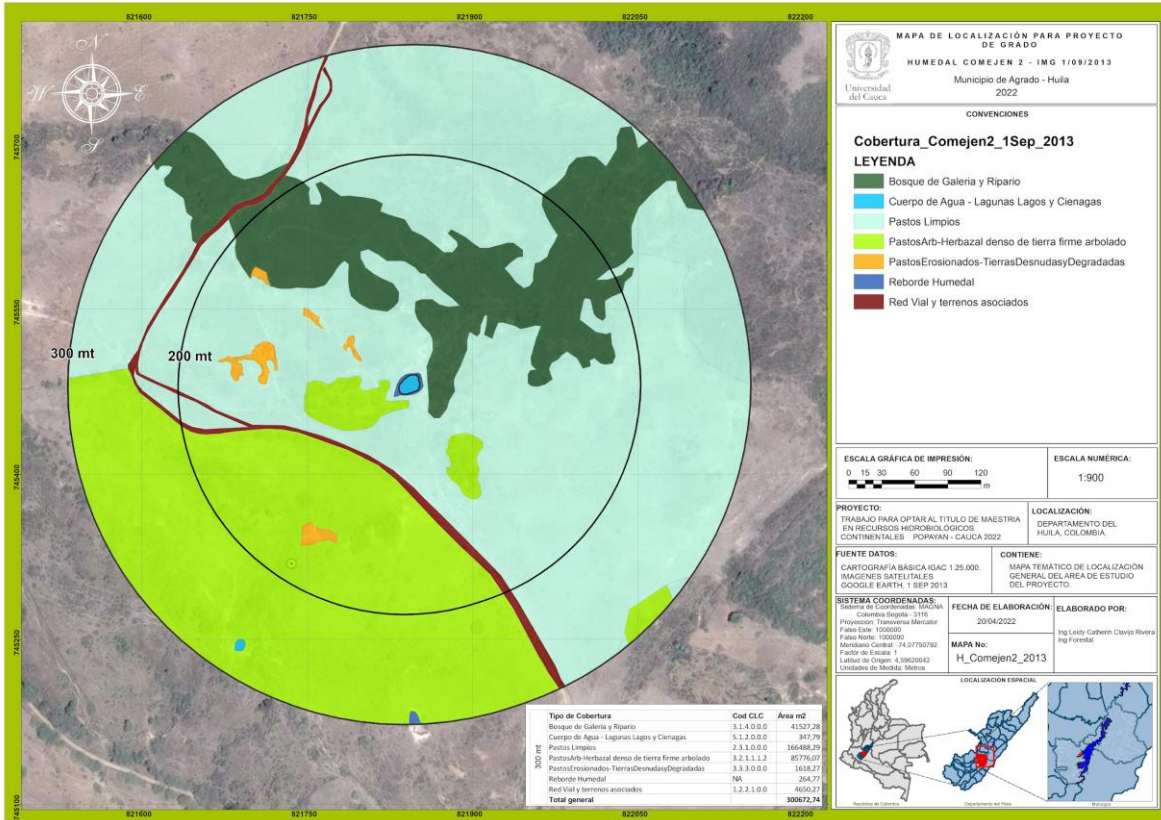 821600 821750 821900 822050 822200
N
W E
S
745700
745550
745400
745250
745100
300 mt
200 mt
821600 821750 821900 822050 822200
300 mt
Tipo de Cobertura Cod CLC Área m2
Bosque de Galeria y Ripario 3.1.4.0.0.0 41527,28
Cuerpo de Agua - Lagunas Lagos y Cienagas 5.1.2.0.0.0 347,79
Pastos Limpios 2.3.1.0.0.0 166488,29
PastosArb-Herbazal denso de tierra firme arbolado 3.2.1.1.1.2 85776,07
PastosErosionados-TierrasDesnudasyDegradadas 3.3.3.0.0.0 1618,27
Reborde Humedal NA 264,77
Red Vial y terrenos asociados 1.2.2.1.0.0 4650,27
Total general 300672,74
Universidad
del Cauca
MAPA DE LOCALIZACIÓN PARA PROYECTO
DE GRADO
HUMEDAL COMEJEN 2 - IMG 1/09/2013
Municipio de Agrado - Huila
2022
CONVENCIONES
Cobertura_Comejen2_1Sep_2013
LEYENDA
Bosque de Galeria y Ripario
Cuerpo de Agua - Lagunas Lagos y Cienagas
Pastos Limpios
PastosArb-Herbazal denso de tierra firme arbolado
PastosErosionados-TierrasDesnudasyDegradadas
Reborde Humedal
Red Vial y terrenos asociados
ESCALA GRÁFICA DE IMPRESIÓN:
0 15 30 60 90 120
m
ESCALA NUMÉRICA:
1:900
PROYECTO:
TRABAJO PARA OPTAR AL TITULO DE MAESTRIA
EN RECURSOS HIDROBIOLÓGICOS
CONTINENTALES POPAYAN - CAUCA 2022
LOCALIZACIÓN:
DEPARTAMENTO DEL
HUILA, COLOMBIA.
FUENTE DATOS:
CARTOGRAFÍA BÁSICA IGAC 1:25.000.
IMAGENES SATELITALES
GOOGLE EARTH, 1 SEP 2013
CONTIENE:
MAPA TEMÁTICO DE LOCALIZACIÓN
GENERAL DEL AREA DE ESTUDIO
DEL PROYECTO.
SISTEMA COORDENADAS:
Sistema de Coordenadas: MAGNA
Colombia Bogota - 3116
Proyección: Transversa Mercator
Falso Este: 1000000
Falso Norte: 1000000
Meridiano Central: -74,07750792
Factor de Escala: 1
Latitud de Origen: 4,59620042
Unidades de Medida: Metros
FECHA DE ELABORACIÓN:
20/04/2022
MAPA No:
H_Comejen2_2013
ELABORADO POR:
Ing Leidy Catherin Clavijo Rivera
Ing Forestal.
LOCALIZACIÓN ESPACIAL
República de Colombia
Departamento del Huila
Municipio